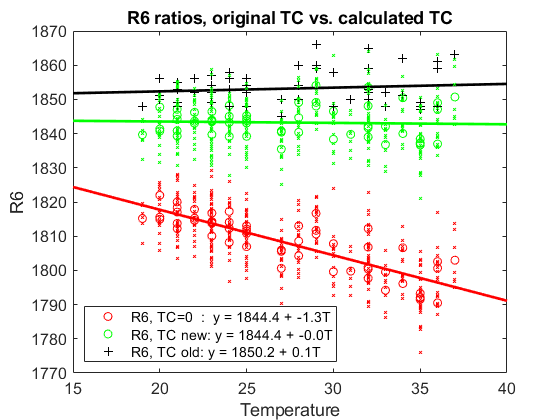 R6 ratios, original TC vs. calculated TC
1870
1860
1850
1840
1830
1820
1810
1800
1790
1780
1770
R6
R6, TC=0 : y = 1844.4 + -1.3T
R6, TC new: y = 1844.4 + -0.0T
R6, TC old: y = 1850.2 + 0.1T
15 20 25 30 35 40
Temperature